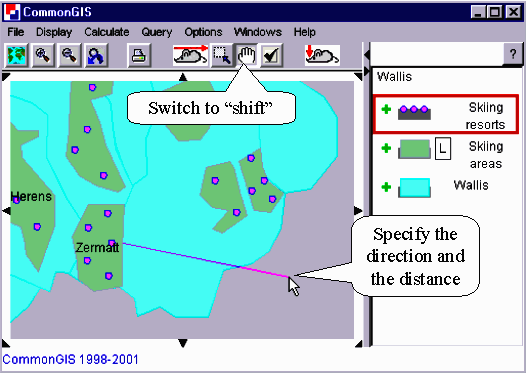 CommonGIS
File Display Calculate Query Options Windows Help
?
Switch to “shift”
Wallis
Skiing
resorts
L
Skiing
areas
Wallis
Herens
Zermatt
Specify the
direction and
the distance
CommonGIS 1998-2001